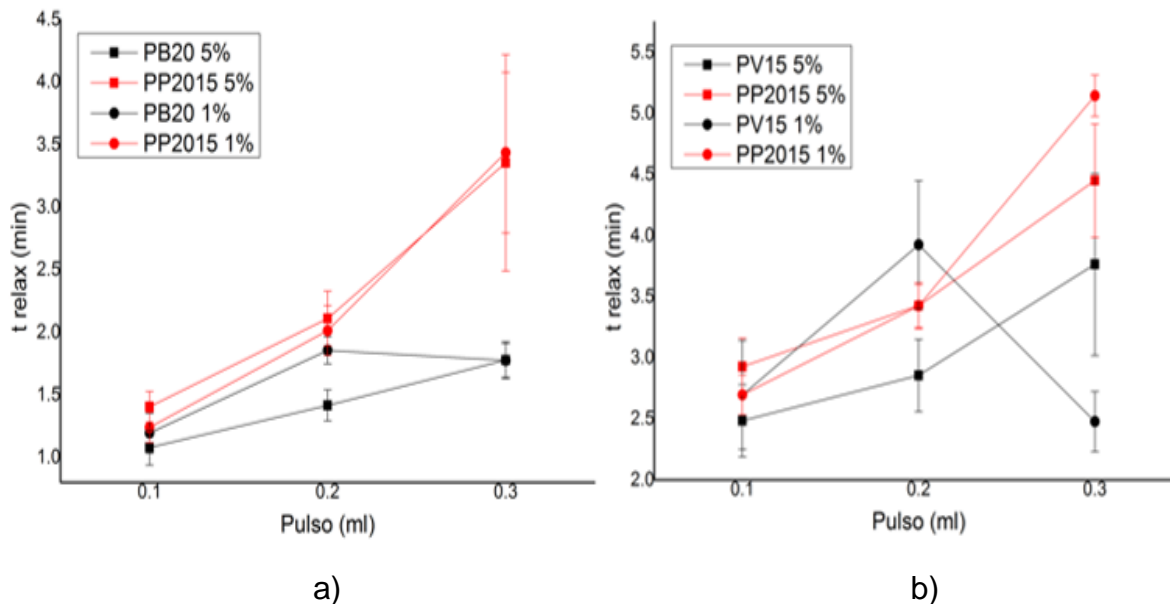 4.5
4.0
3.5
3.0
2.5
2.0
1.5
1.0
t relax (min)
PB20 5%
PP2015 5%
PB20 1%
PP2015 1%
0.1
0.2
0.3
Pulso (ml)
a)
5.5
5.0
4.5
4.0
3.5
3.0
2.5
2.0
t relax (min)
PV15 5%
PP2015 5%
PV15 1%
PP2015 1%
0.1
0.2
0.3
Pulso (ml)
b)